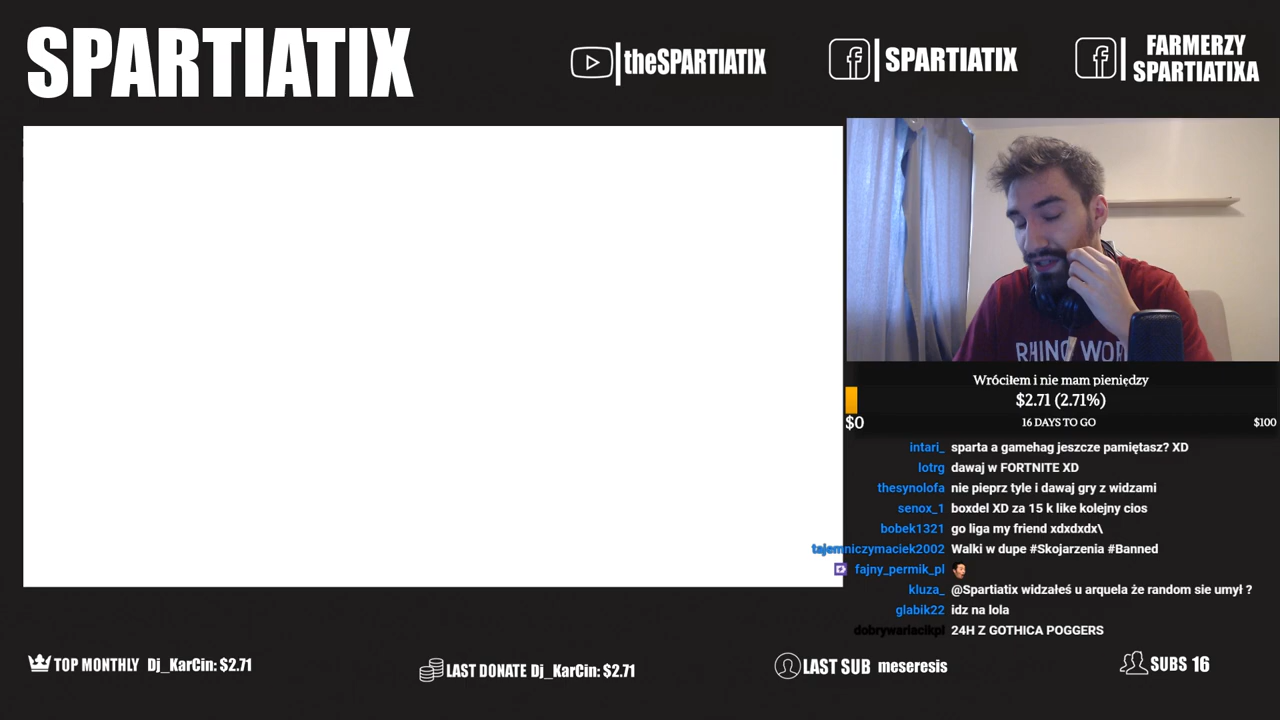 SPARTIATIX
theSPARTIATIX
SPARTIATIX
FARMERZY
SPARTIATIXA
RHINO WOR
Wróciłem i nie mam pieniędzy
$2.71 (2.71%)
$0 16 DAYS TO GO $100
intari_ sparta a gamehag jeszcze pamiętasz? XD
lotrg dawaj w FORTNITE XD
thesynolofa nie pieprz tyle i dawaj gry z widzami
senox_1 boxdel XD za 15 k like kolejny cios
bobek1321 go liga my friend xdxdxdx\
tajemniczymaciek2002 Walki w dupe #Skojarzenia #Banned
fajny_permik_pl
kluza_ @Spartiatix widzałeś u arquela że random sie umył ?
glabik22 idz na lola
dobrywariacikpl 24H Z GOTHICA POGGERS
TOP MONTHLY Dj_KarCin: $2.71
LAST DONATE Dj_KarCin: $2.71
LAST SUB meseresis
SUBS 16